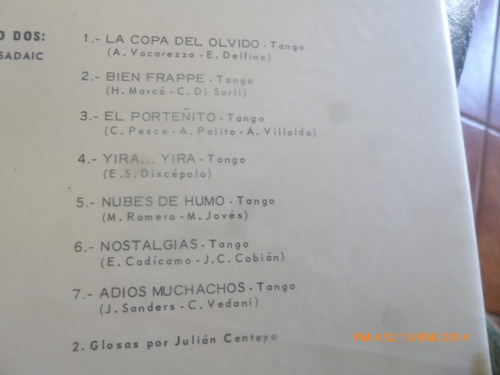 O DOS:
SADAIC
1.- LA COPA DEL OLVIDO - Tango
(A. Vacarezza - E. Delfino)
2.- BIEN FRAPPE - Tango
(H. Marcó - C. Di Sarli)
3.- EL PORTEÑITO - Tango
(C. Pesce - A. Polito - A. Villoldo)
4.- YIRA... YIRA - Tango
(E.S. Discépolo)
5.- NUBES DE HUMO - Tango
(M. Romero - M. Jovés)
6.- NOSTALGIAS - Tango
(E. Cadícamo - J.C. Cobián)
7.- ADIOS MUCHACHOS - Tango
(J. Sanders - C. Vedani)
2. Glosas por Julián Centeya